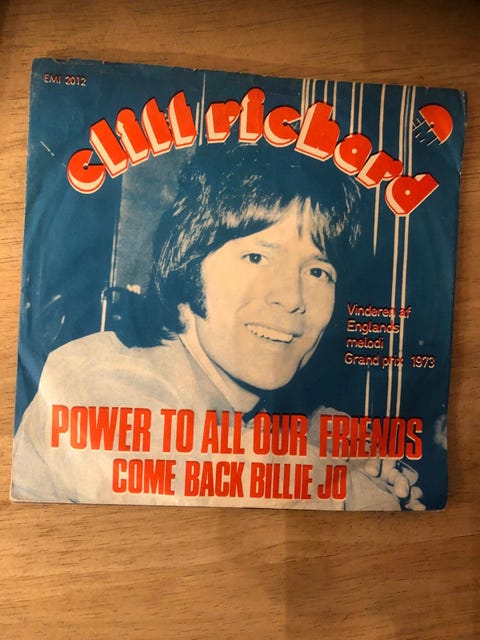 EMI 2012
cliff richard
EMI
Vinderen af
Englands
melodi
Grand prix 1973
POWER TO ALL OUR FRIENDS
COME BACK BILLIE JO